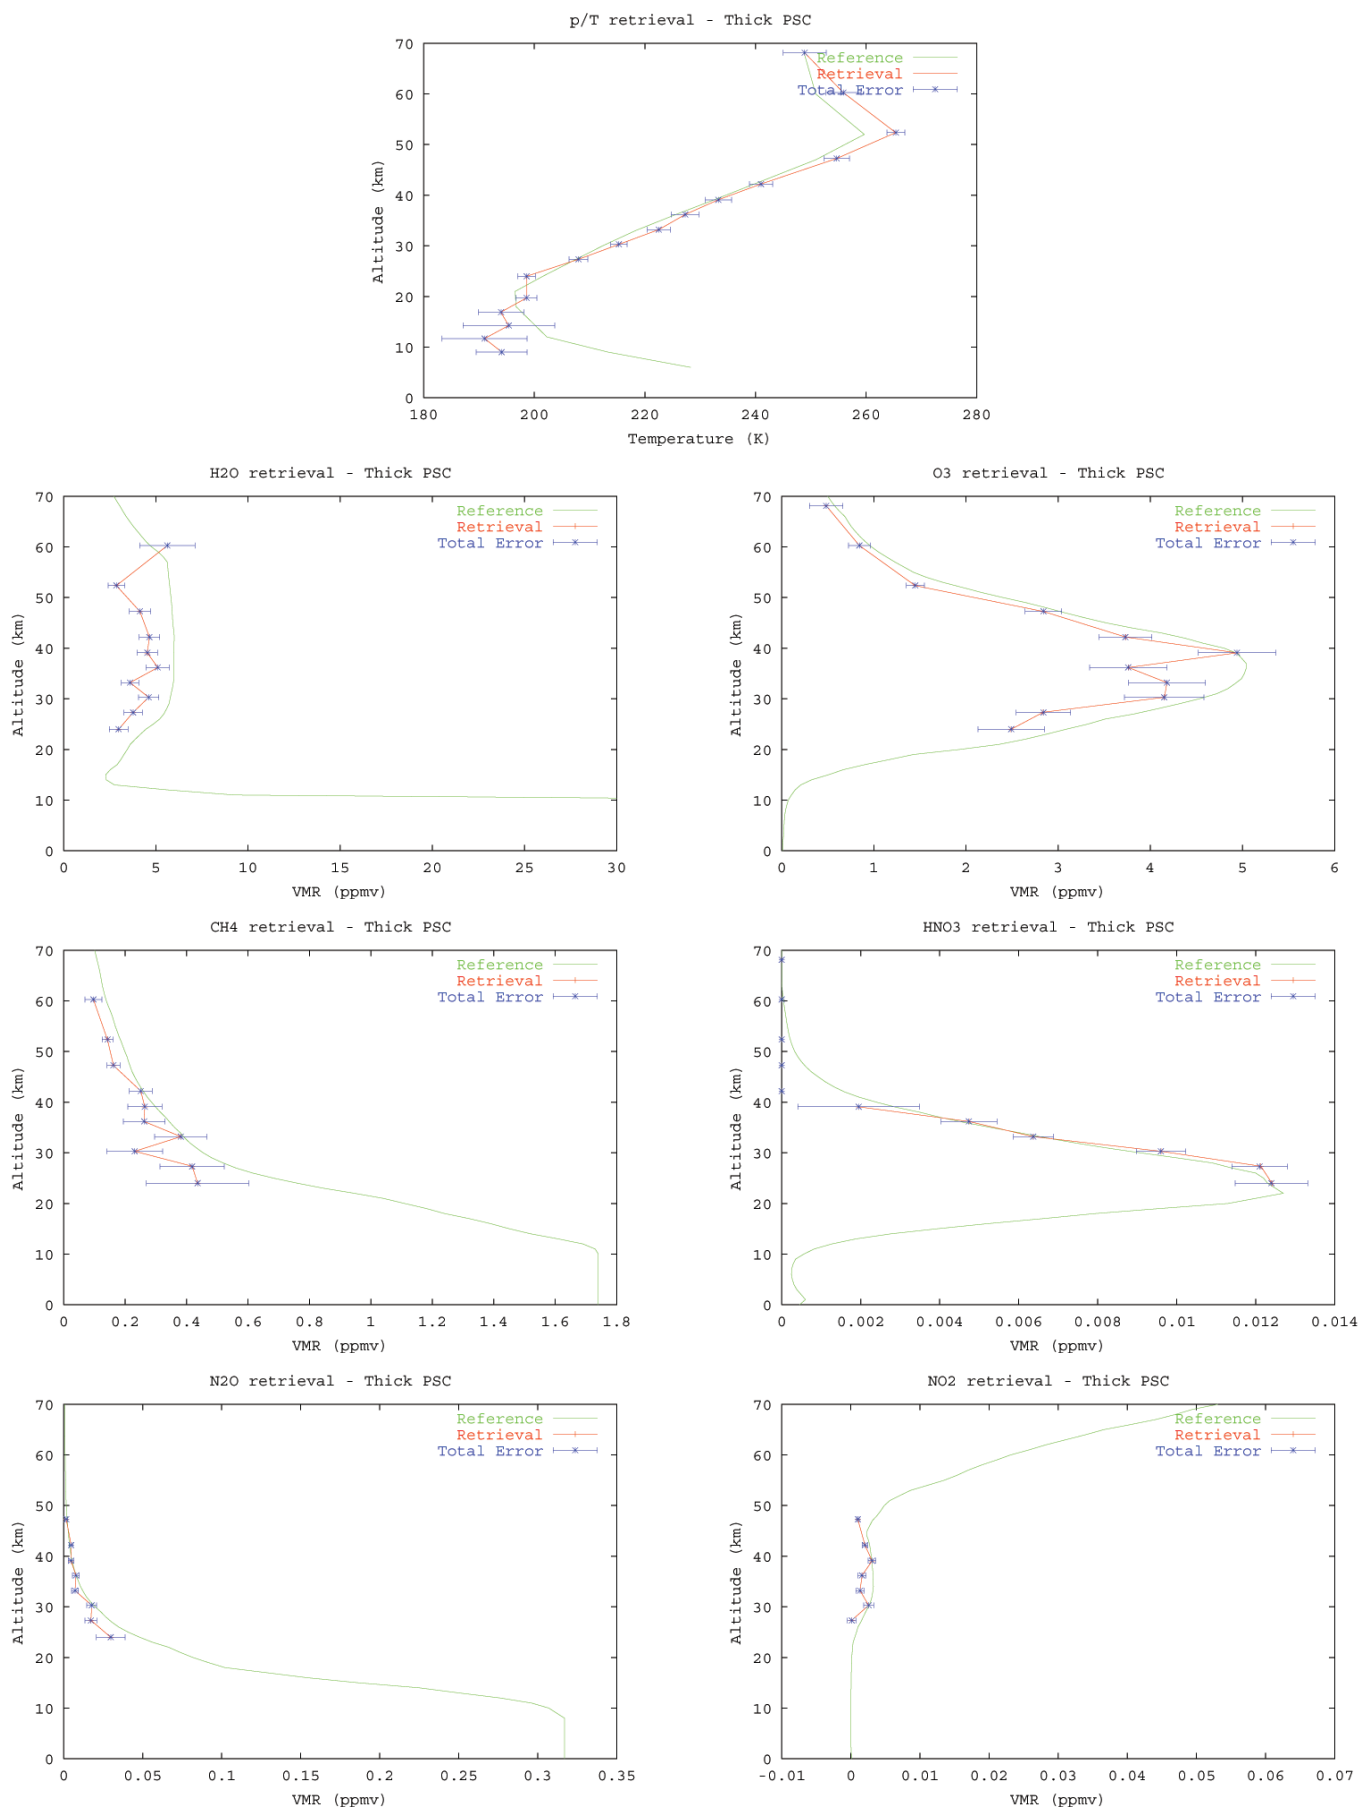 p/T retrieval - Thick PSC
70
60
50
40
30
20
10
0
Altitude (km)
Reference
Retrieval
Total Error
180 200 220 240 260 280
Temperature (K)
H2O retrieval - Thick PSC
70
60
50
40
30
20
10
0
Altitude (km)
Reference
Retrieval
Total Error
0 5 10 15 20 25 30
VMR (ppmv)
O3 retrieval - Thick PSC
70
60
50
40
30
20
10
0
Altitude (km)
Reference
Retrieval
Total Error
0 1 2 3 4 5 6
VMR (ppmv)
CH4 retrieval - Thick PSC
70
60
50
40
30
20
10
0
Altitude (km)
Reference
Retrieval
Total Error
0 0.2 0.4 0.6 0.8 1 1.2 1.4 1.6 1.8
VMR (ppmv)
HNO3 retrieval - Thick PSC
70
60
50
40
30
20
10
0
Altitude (km)
Reference
Retrieval
Total Error
0 0.002 0.004 0.006 0.008 0.01 0.012 0.014
VMR (ppmv)
N2O retrieval - Thick PSC
70
60
50
40
30
20
10
0
Altitude (km)
Reference
Retrieval
Total Error
0 0.05 0.1 0.15 0.2 0.25 0.3 0.35
VMR (ppmv)
NO2 retrieval - Thick PSC
70
60
50
40
30
20
10
0
Altitude (km)
Reference
Retrieval
Total Error
-0.01 0 0.01 0.02 0.03 0.04 0.05 0.06 0.07
VMR (ppmv)